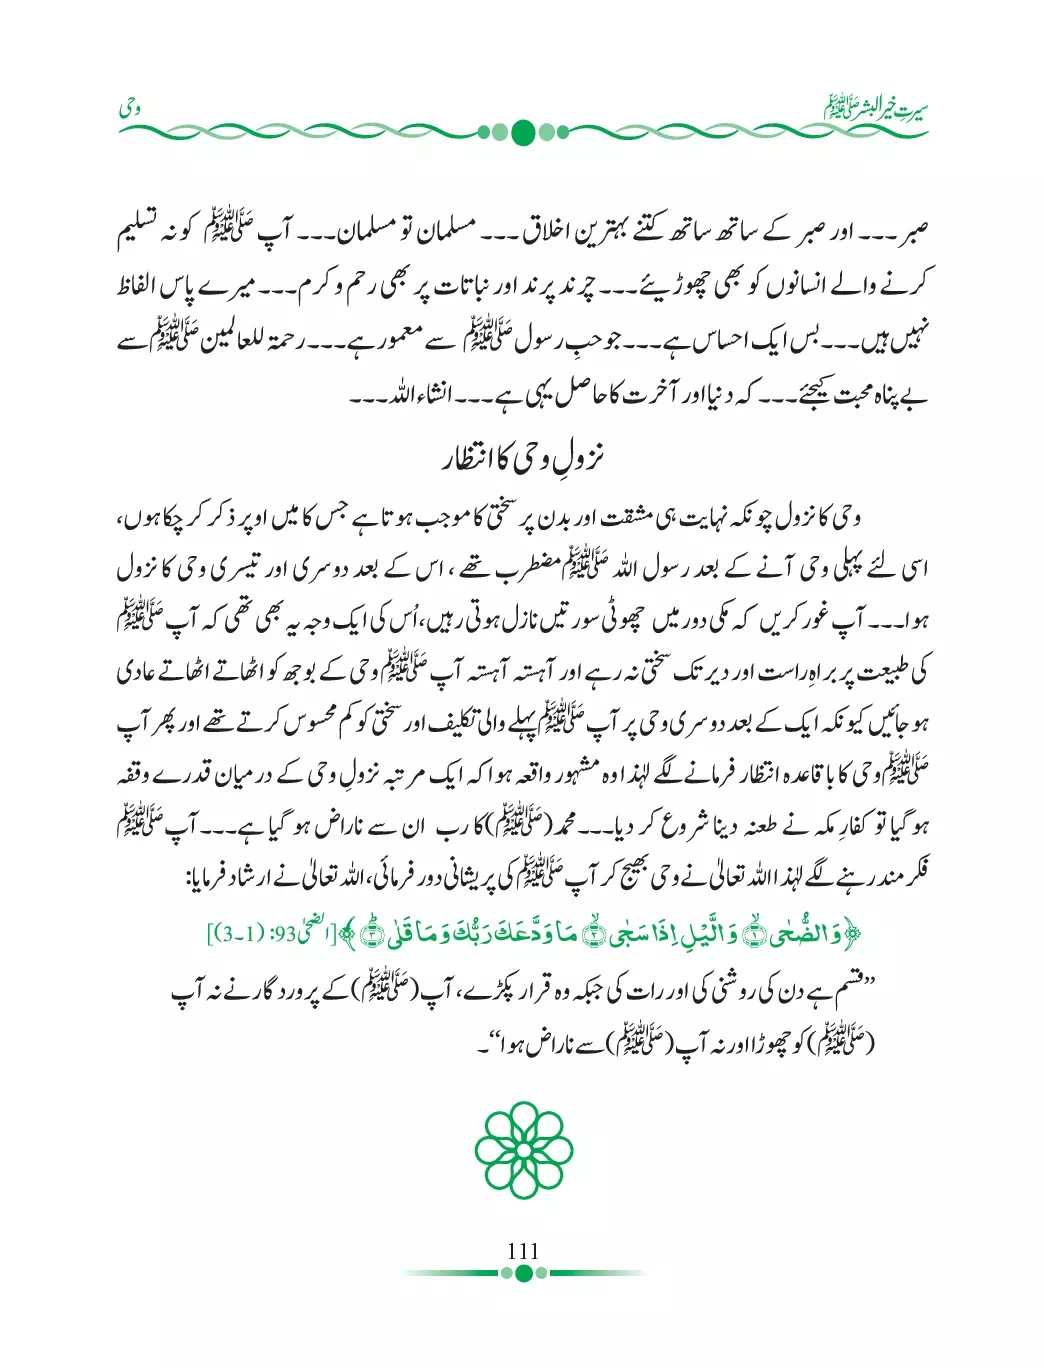 سیرتِ خیرالبشر ﷺ
وحی
صبر ۔۔۔ اور صبر کے ساتھ ساتھ کتنے بہترین اخلاق ۔۔۔ مسلمان تو مسلمان۔۔۔ آپ ﷺ کو نہ تسلیم
کرنے والے انسانوں کو بھی چھوڑیئے۔۔۔ چرند پرند اور نباتات پر بھی رحم و کرم۔۔۔ میرے پاس الفاظ
نہیں ہیں۔۔۔ بس ایک احساس ہے۔۔۔ جو حبِ رسول ﷺ سے معمور ہے۔۔۔ رحمۃ للعالمین ﷺ سے
بے پناہ محبت کیجئے۔۔۔ کہ دنیا اور آخرت کا حاصل یہی ہے۔۔۔ انشاء اللہ۔۔۔
نزولِ وحی کا انتظار
وحی کا نزول چونکہ نہایت ہی مشقت اور بدن پر سختی کا موجب ہوتا ہے جس کا میں اوپر ذکر کر چکا ہوں،
اسی لئے پہلی وحی آنے کے بعد رسول اللہ ﷺ مضطرب تھے، اس کے بعد دوسری اور تیسری وحی کا نزول
ہوا۔۔۔ آپ غور کریں کہ مکی دور میں چھوٹی سورتیں نازل ہوتی رہیں، اُس کی ایک وجہ یہ بھی تھی کہ آپ ﷺ
کی طبیعت پر براہِ راست اور دیر تک سختی نہ رہے اور آہستہ آہستہ آپ ﷺ وحی کے بوجھ کو اٹھاتے اٹھاتے عادی
ہو جائیں کیونکہ ایک کے بعد دوسری وحی پر آپ ﷺ پہلے والی تکلیف اور سختی کو کم محسوس کرتے تھے اور پھر آپ
ﷺ وحی کا باقاعدہ انتظار فرمانے لگے لہٰذا وہ مشہور واقعہ ہوا کہ ایک مرتبہ نزولِ وحی کے درمیان قدرے وقفہ
ہو گیا تو کفارِ مکہ نے طعنہ دینا شروع کر دیا۔۔۔ محمد (ﷺ) کا رب ان سے ناراض ہو گیا ہے۔۔۔ آپ ﷺ
فکر مند رہنے لگے لہٰذا اللہ تعالیٰ نے وحی بھیج کر آپ ﷺ کی پریشانی دور فرمائی، اللہ تعالیٰ نے ارشاد فرمایا:
﴿وَالضُّحٰى ۙ﴿۱﴾ وَالَّيْلِ اِذَا سَجٰى ۙ﴿۲﴾ مَا وَدَّعَكَ رَبُّكَ وَمَا قَلٰى ؕ﴿۳﴾﴾ [الضحیٰ 93: (1۔3)]
”قسم ہے دن کی روشنی کی اور رات کی جبکہ وہ قرار پکڑے، آپ (ﷺ) کے پروردگار نے نہ آپ
(ﷺ) کو چھوڑا اور نہ آپ (ﷺ) سے ناراض ہوا“۔
111